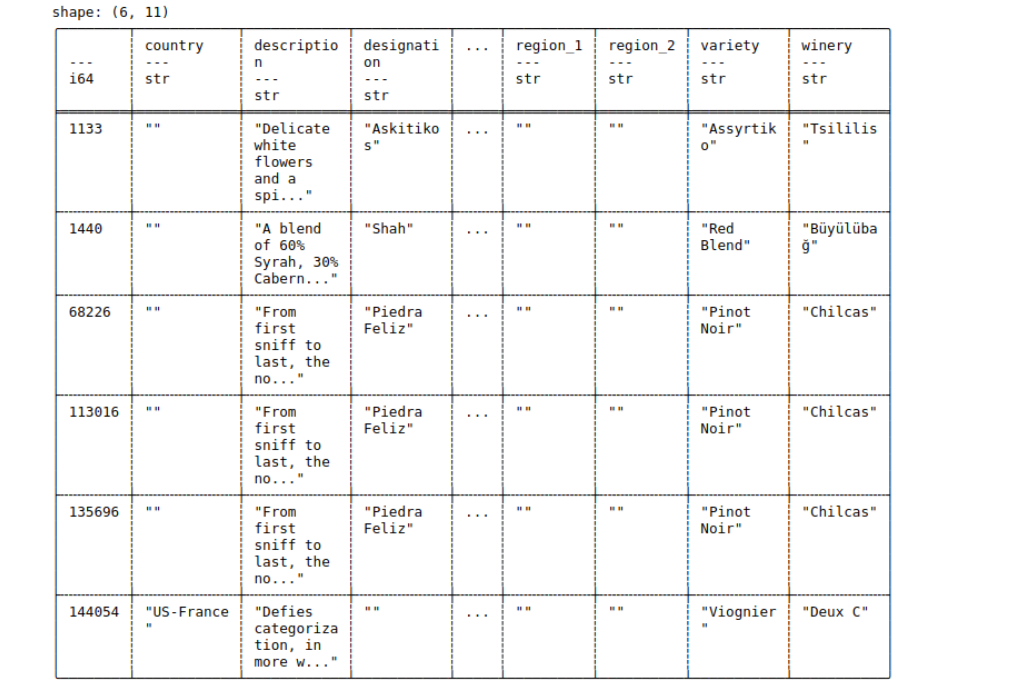 shape: (6, 11)
country descriptio designati ... region_1 region_2 variety winery
--- --- n on --- --- --- ---
i64 str --- --- str str str str
str str
1133 "" "Delicate "Askitiko ... "" "" "Assyrtik "Tsililis
white s" o" "
flowers
and a
spi..."
1440 "" "A blend "Shah" ... "" "" "Red "Büyülüba
of 60% Blend" ğ"
Syrah, 30%
Cabern..."
68226 "" "From "Piedra ... "" "" "Pinot "Chilcas"
first Feliz" Noir"
sniff to
last, the
no..."
113016 "" "From "Piedra ... "" "" "Pinot "Chilcas"
first Feliz" Noir"
sniff to
last, the
no..."
135696 "" "From "Piedra ... "" "" "Pinot "Chilcas"
first Feliz" Noir"
sniff to
last, the
no..."
144054 "US-France "Defies "" ... "" "" "Viognier "Deux C"
" categoriza "
tion, in
more w..."